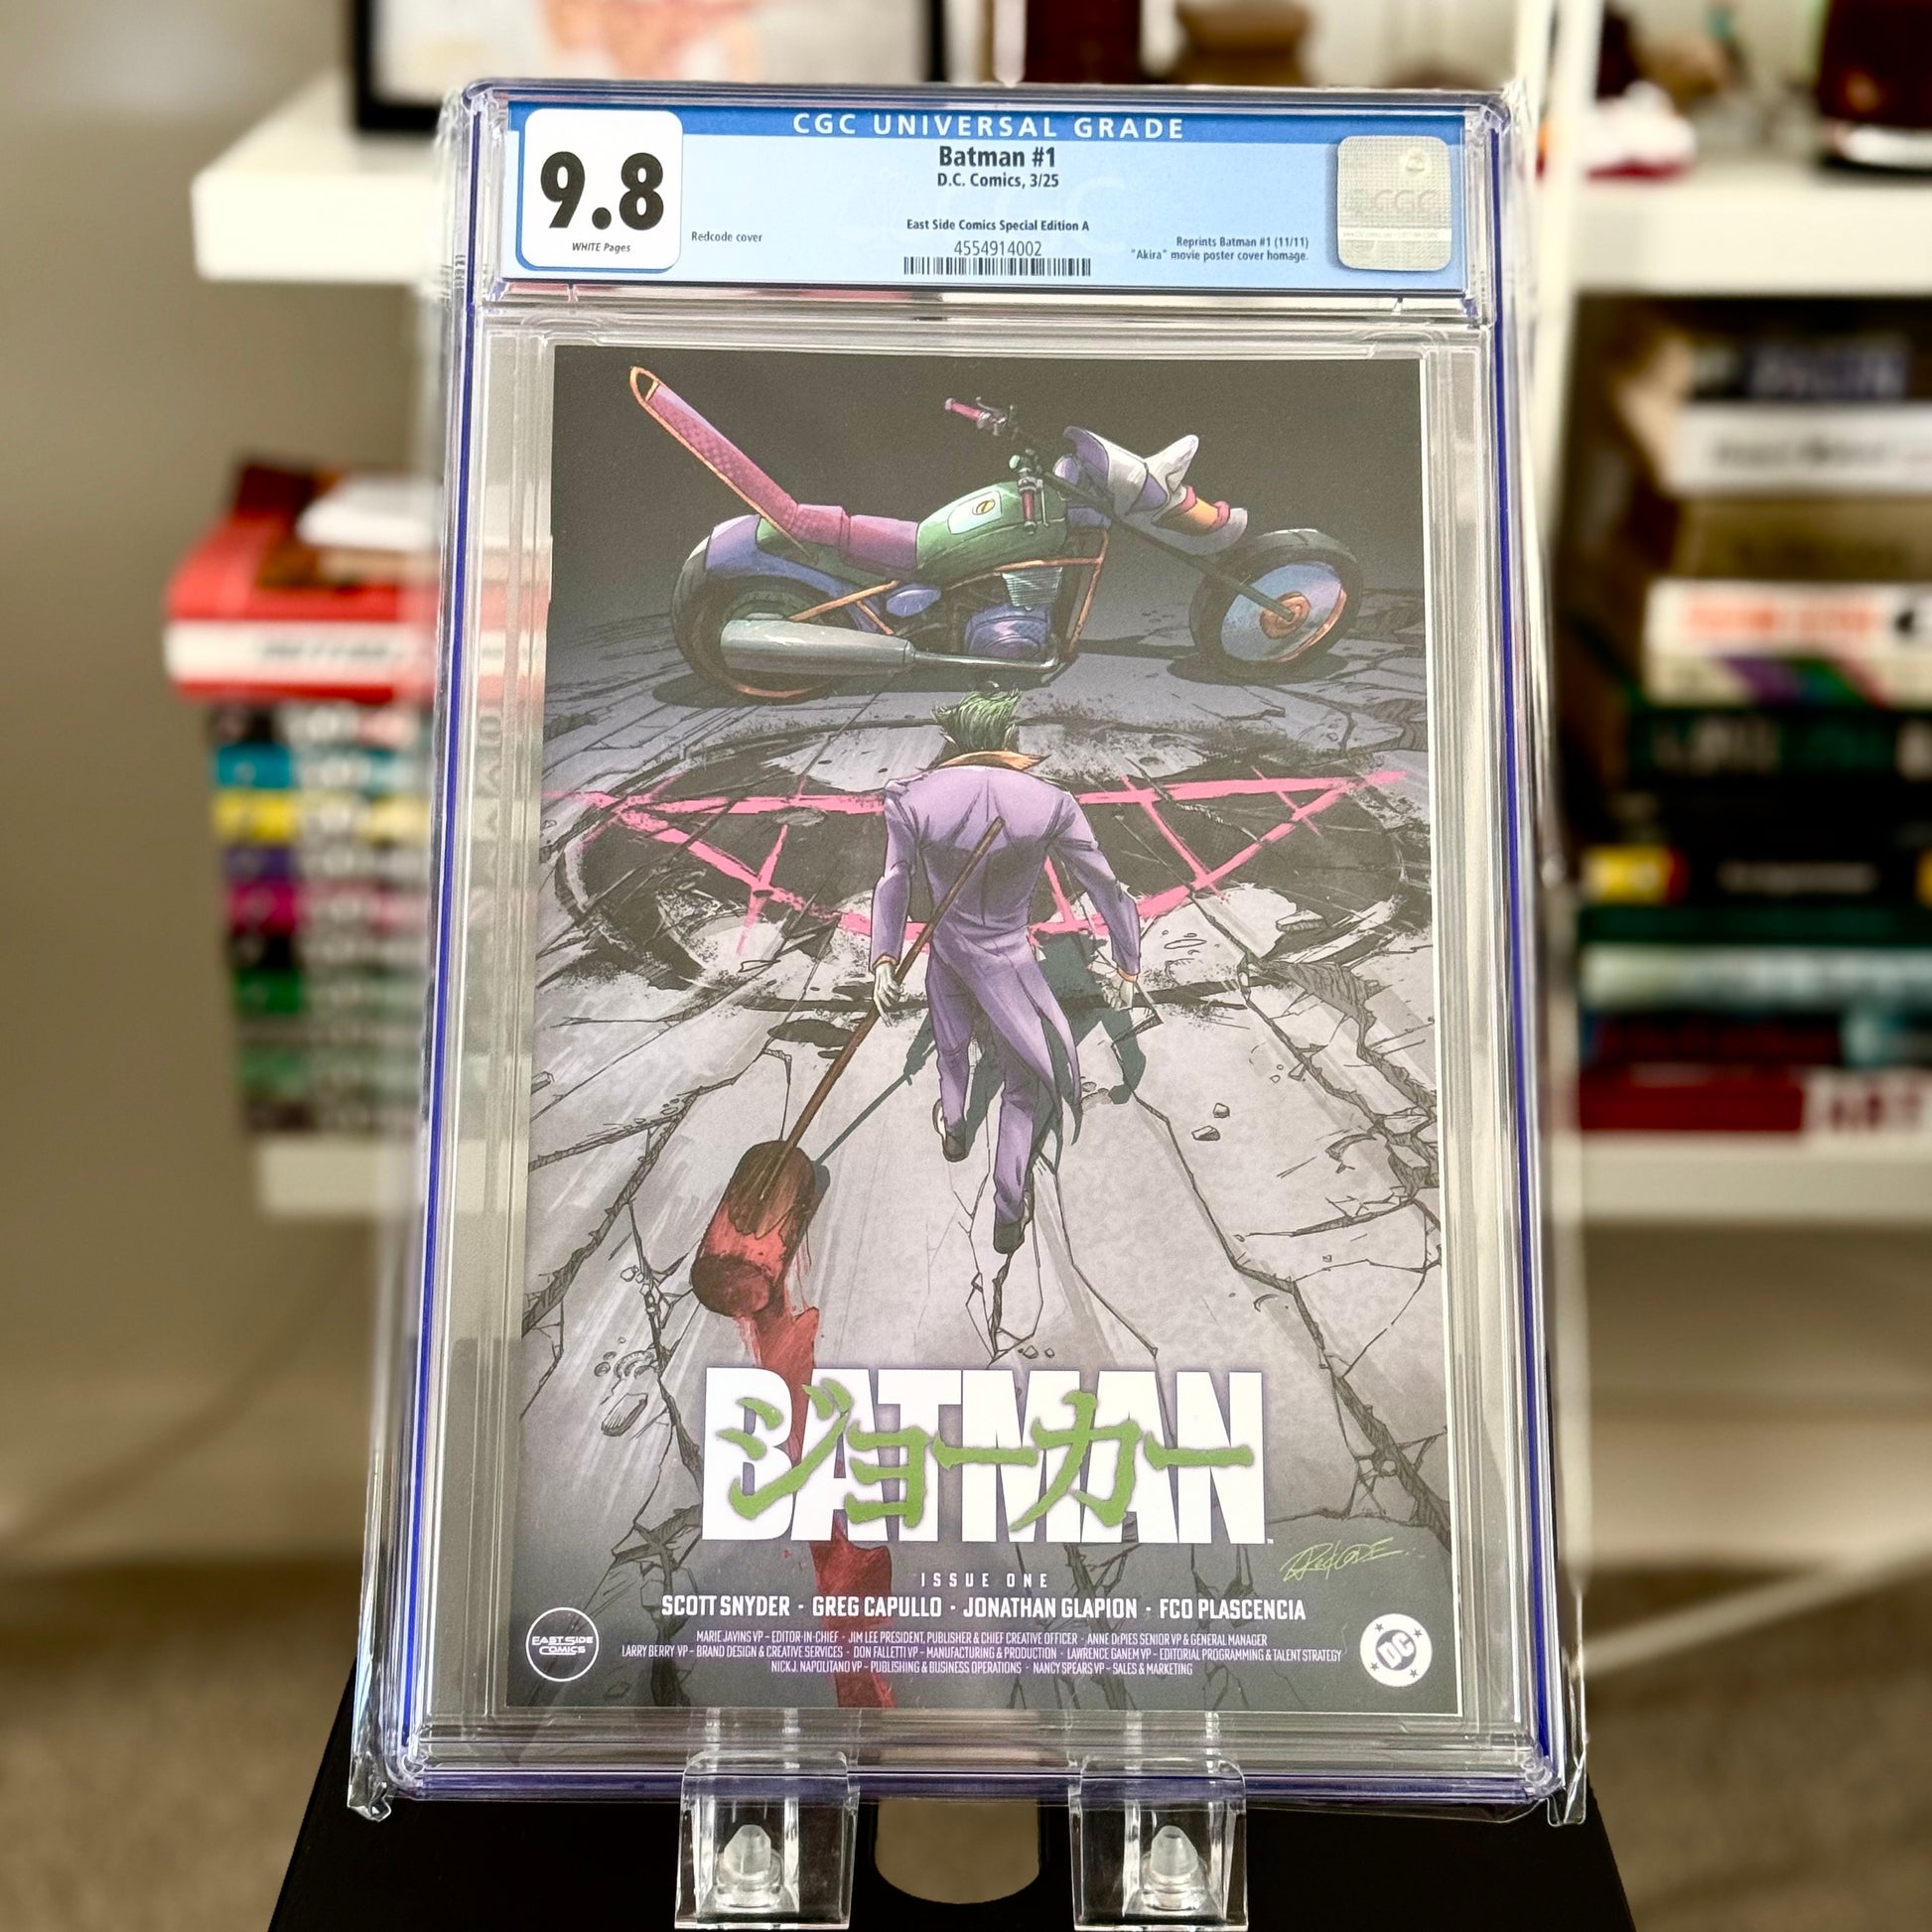 CGC UNIVERSAL GRADE
9.8
WHITE Pages
Batman #1
D.C. Comics, 3/25
Redcode cover
East Side Comics Special Edition A
4554914002
Reprints Batman #1 (11/11)
"Akira" movie poster cover homage.
CGC
BATMAN
ジョーカー
ISSUE ONE
SCOTT SNYDER · GREG CAPULLO · JONATHAN GLAPION · FCO PLASCENCIA
MARIE JAVINS VP – EDITOR-IN-CHIEF · JIM LEE PRESIDENT, PUBLISHER & CHIEF CREATIVE OFFICER · ANNE DePIES SENIOR VP & GENERAL MANAGER
LARRY BERRY VP – BRAND DESIGN & CREATIVE SERVICES · DON FALLETTI VP – MANUFACTURING & PRODUCTION · LAWRENCE GANEM VP – EDITORIAL PROGRAMMING & TALENT STRATEGY
NICK J. NAPOLITANO VP – PUBLISHING & BUSINESS OPERATIONS · NANCY SPEARS VP – SALES & MARKETING
EAST SIDE
COMICS
DC
RedCODE